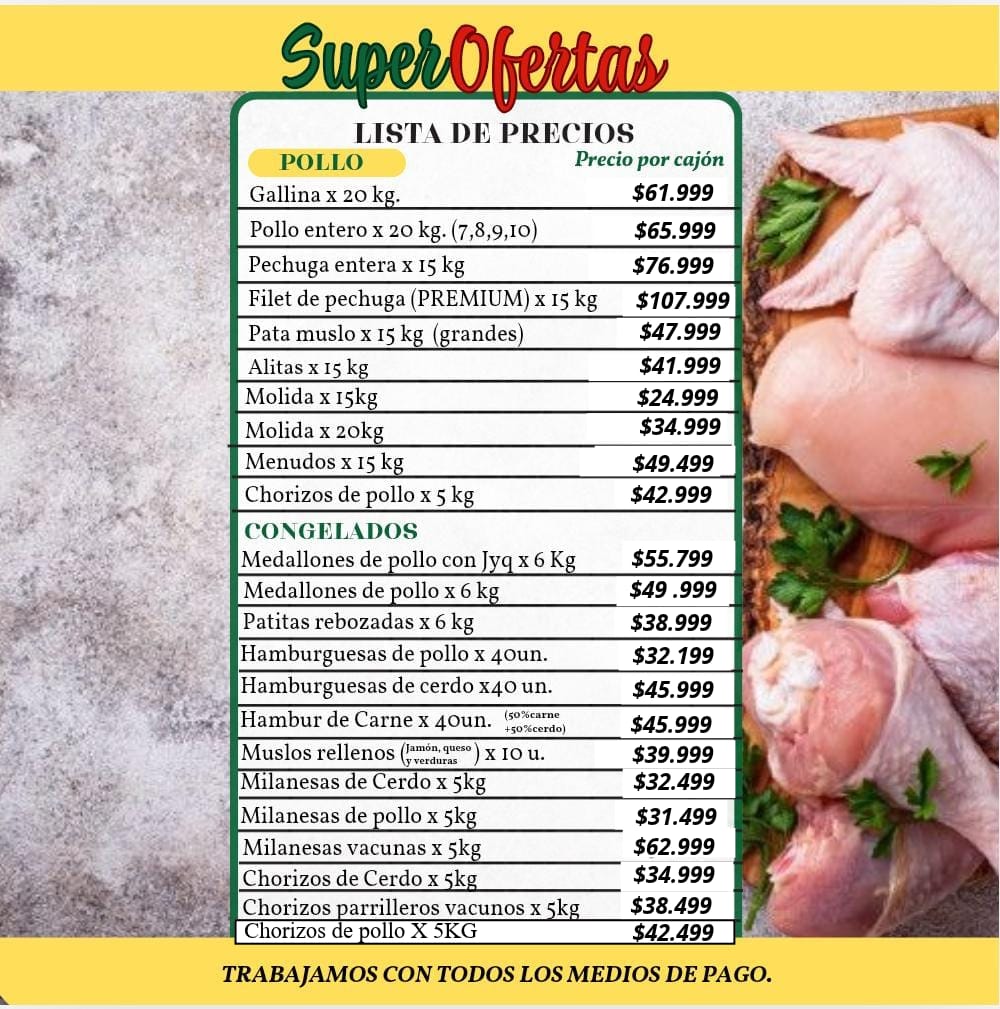 SuperOfertas
LISTA DE PRECIOS
POLLO Precio por cajón
Gallina x 20 kg. $61.999
Pollo entero x 20 kg. (7,8,9,10) $65.999
Pechuga entera x 15 kg $76.999
Filet de pechuga (PREMIUM) x 15 kg $107.999
Pata muslo x 15 kg (grandes) $47.999
Alitas x 15 kg $41.999
Molida x 15kg $24.999
Molida x 20kg $34.999
Menudos x 15 kg $49.499
Chorizos de pollo x 5 kg $42.999
CONGELADOS
Medallones de pollo con Jyq x 6 Kg $55.799
Medallones de pollo x 6 kg $49 .999
Patitas rebozadas x 6 kg $38.999
Hamburguesas de pollo x 40un. $32.199
Hamburguesas de cerdo x40 un. $45.999
Hambur de Carne x 40un. (50%carne +50%cerdo) $45.999
Muslos rellenos (Jamón, queso y verduras) x 10 u. $39.999
Milanesas de Cerdo x 5kg $32.499
Milanesas de pollo x 5kg $31.499
Milanesas vacunas x 5kg $62.999
Chorizos de Cerdo x 5kg $34.999
Chorizos parrilleros vacunos x 5kg $38.499
Chorizos de pollo X 5KG $42.499
TRABAJAMOS CON TODOS LOS MEDIOS DE PAGO.